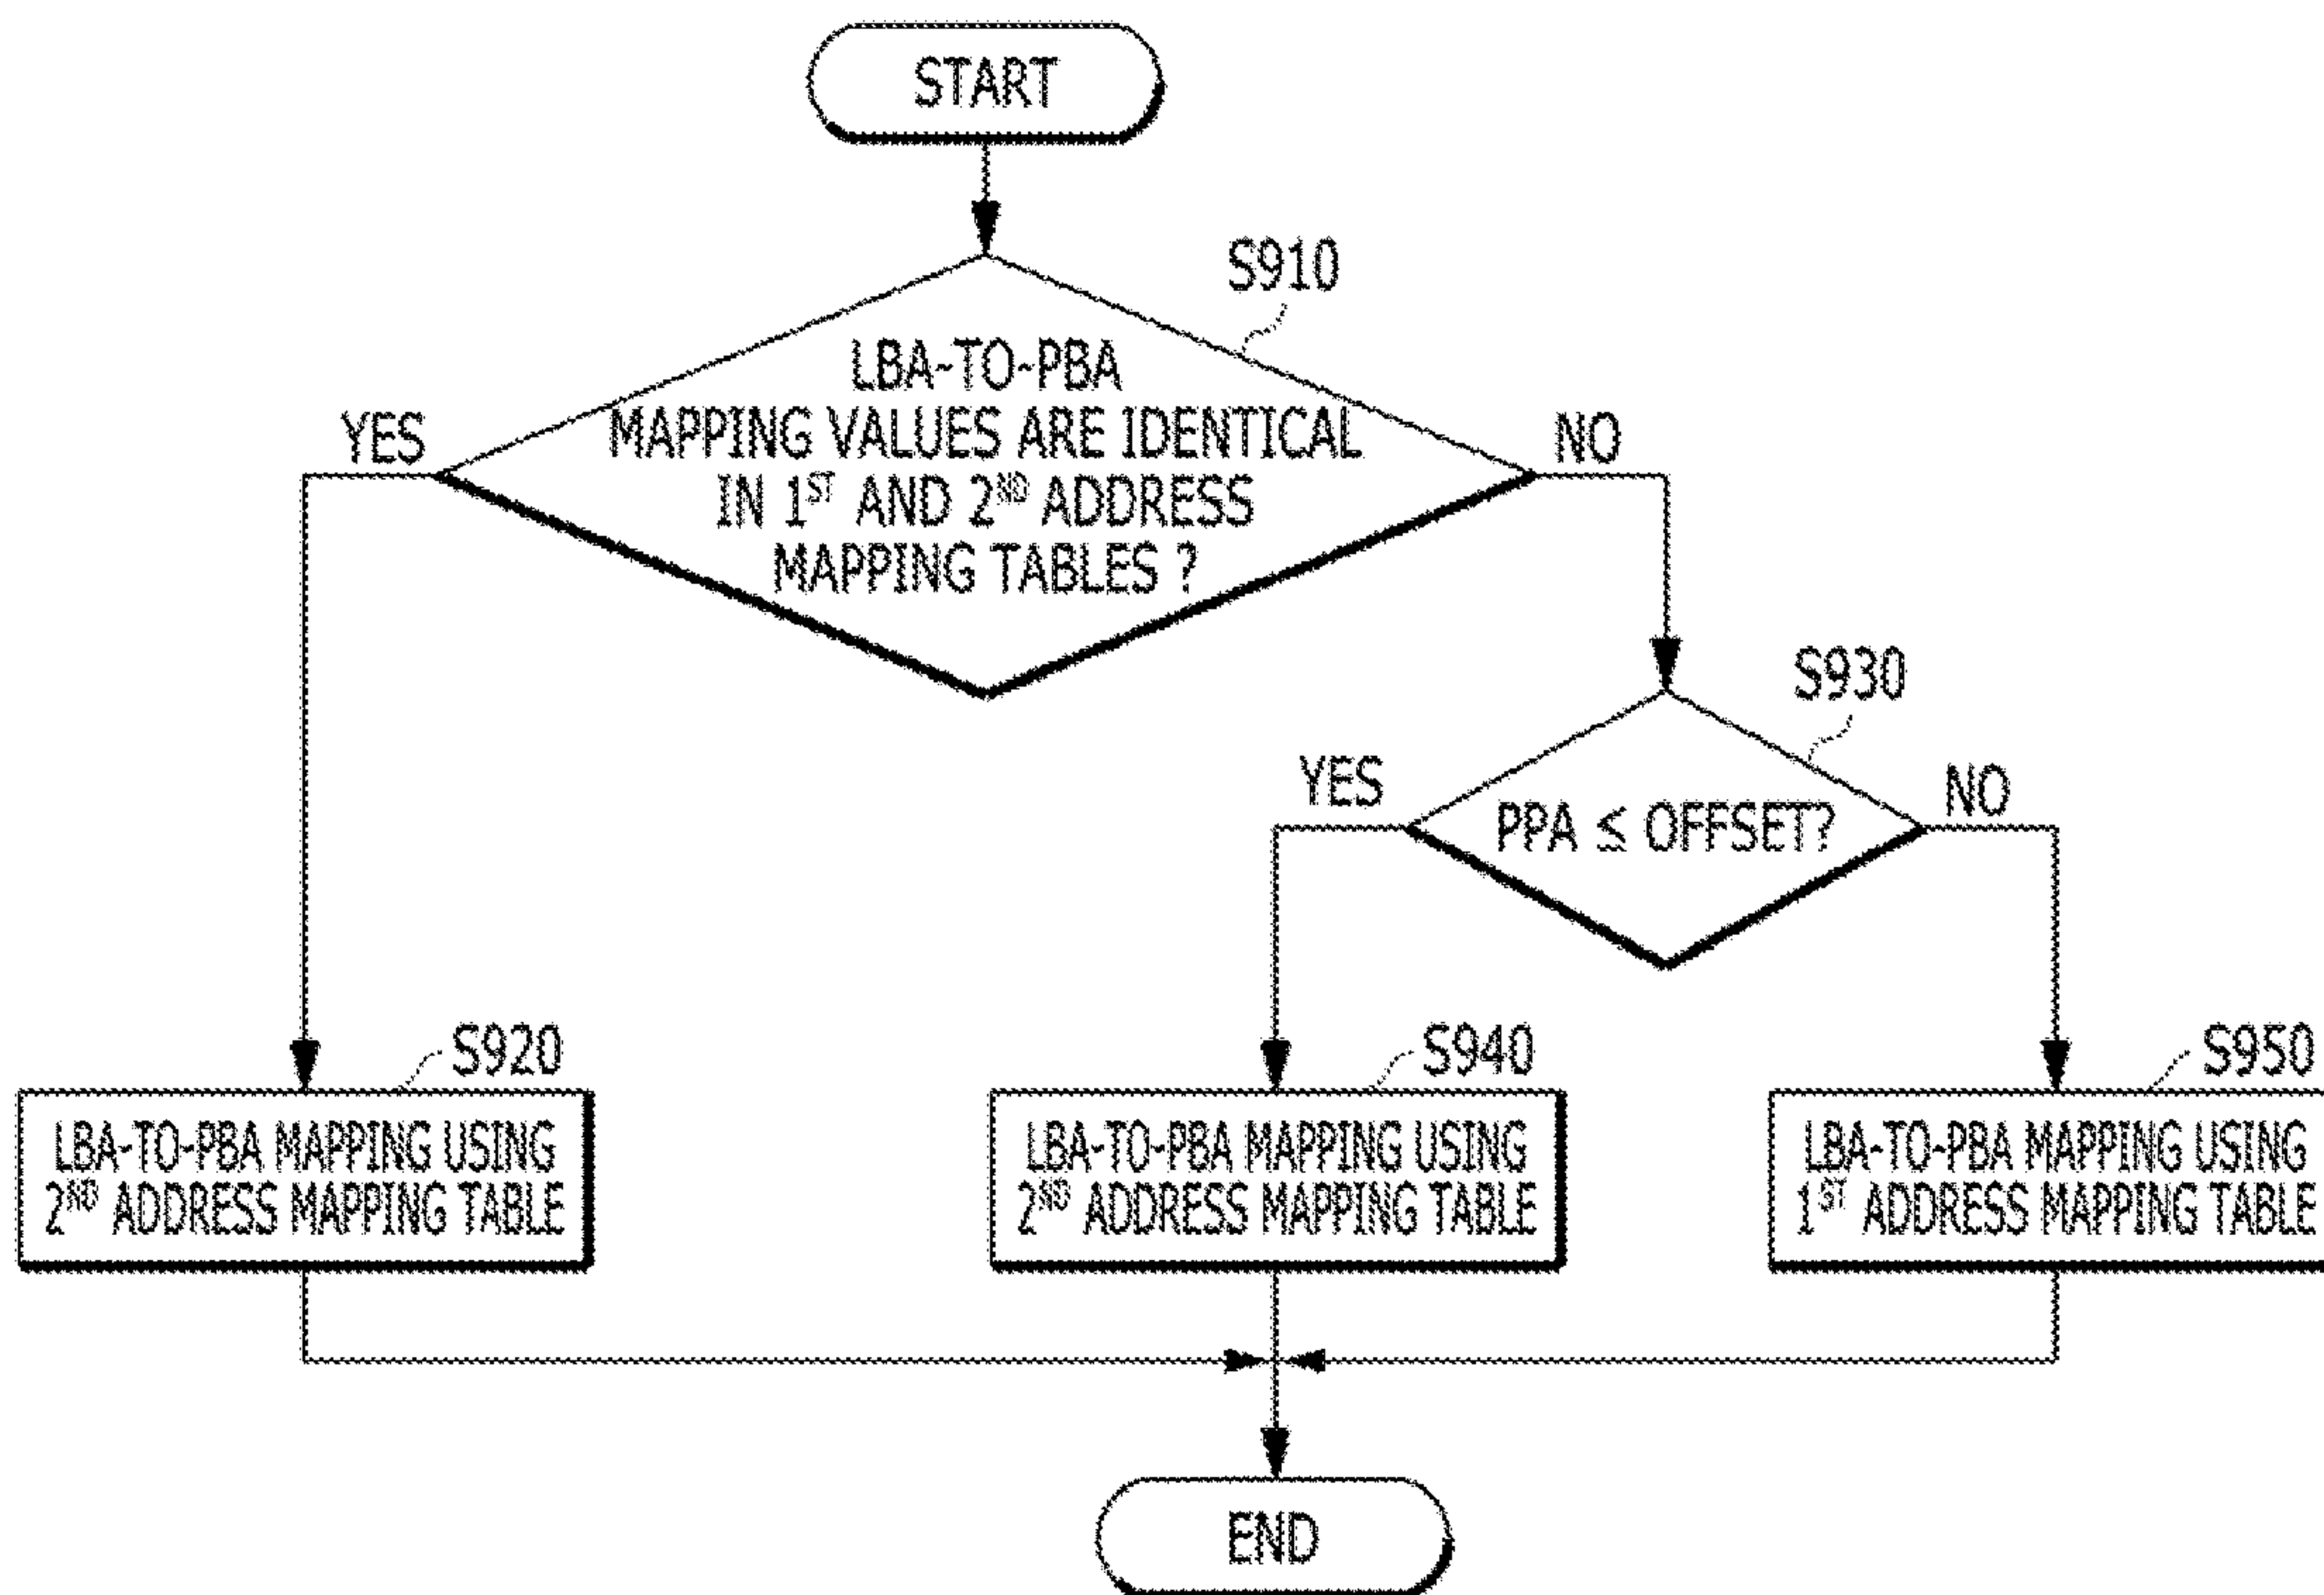 START
S910
LBA-TO-PBA
MAPPING VALUES ARE IDENTICAL
IN 1ST AND 2ND ADDRESS
MAPPING TABLES ?
YES
NO
S930
PPA ≤ OFFSET?
YES
NO
S920
LBA-TO-PBA MAPPING USING
2ND ADDRESS MAPPING TABLE
S940
LBA-TO-PBA MAPPING USING
2ND ADDRESS MAPPING TABLE
S950
LBA-TO-PBA MAPPING USING
1ST ADDRESS MAPPING TABLE
END